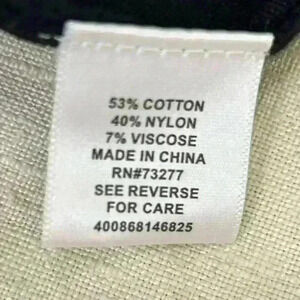 53% COTTON
40% NYLON
7% VISCOSE
MADE IN CHINA
RN#73277
SEE REVERSE
FOR CARE
400868146825